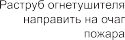 Раструб огнетушителя
направить на очаг
пожара